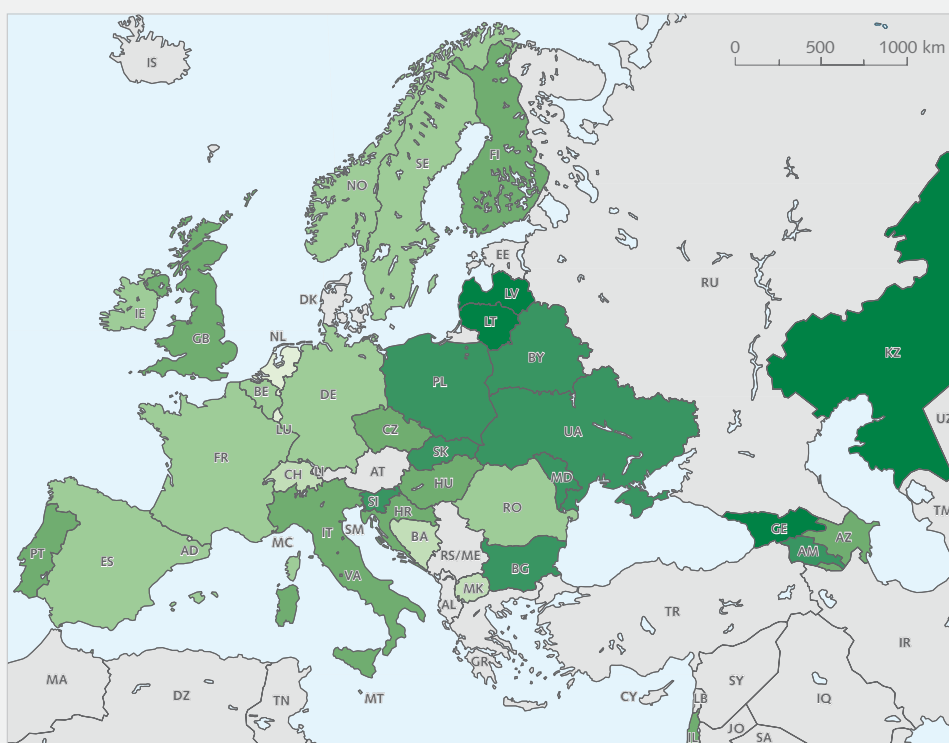 IS
0 500 1000 km
FI
SE
NO
EE
RU
DK
LV
IE
LT
GB
NL
BY
KZ
PL
BE
DE
UZ
LU
CZ
UA
SK
FR
CH
LI
AT
MD
HU
SI
RO
TM
HR
IT
SM
GE
BA
AZ
MC
AD
PT
RS/ME
AM
ES
BG
VA
MK
AL
TR
IR
GR
MA
SY
DZ
MT
CY
LB
IQ
TN
JO
SA
IL